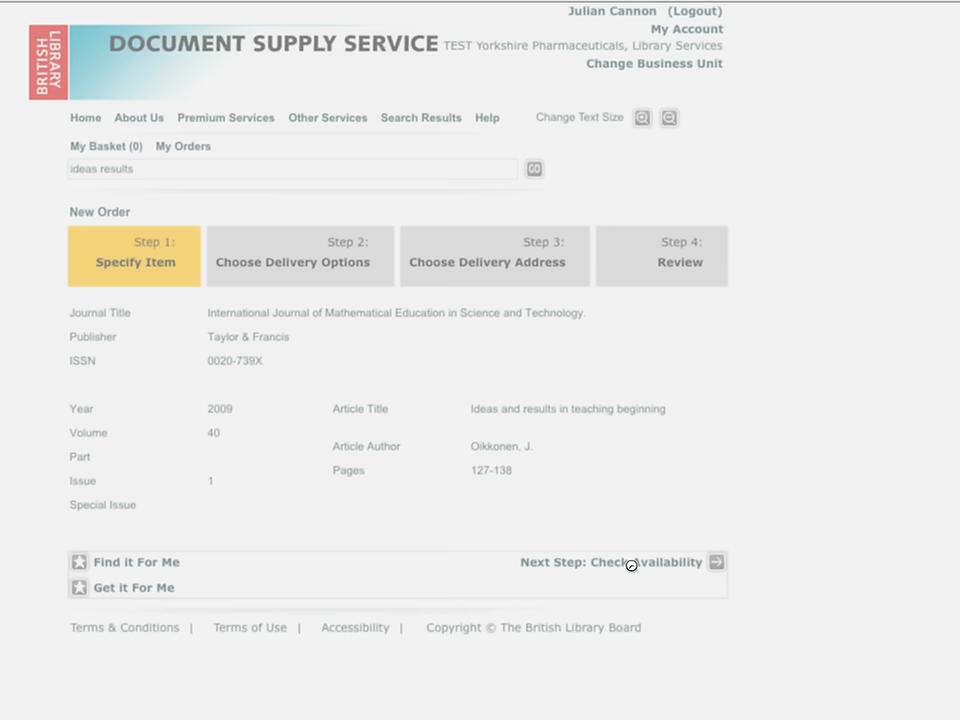 Julian Cannon (Logout)
My Account
BRITISH LIBRARY
DOCUMENT SUPPLY SERVICE
TEST Yorkshire Pharmaceuticals, Library Services
Change Business Unit
Home About Us Premium Services Other Services Search Results Help Change Text Size
My Basket (0) My Orders
ideas results GO
New Order
Step 1: Specify Item
Step 2: Choose Delivery Options
Step 3: Choose Delivery Address
Step 4: Review
Journal Title International Journal of Mathematical Education in Science and Technology.
Publisher Taylor & Francis
ISSN 0020-739X
Year 2009
Volume 40
Part
Issue 1
Special Issue
Article Title Ideas and results in teaching beginning
Article Author Oikkonen, J.
Pages 127-138
Find it For Me
Next Step: Check Availability
Get it For Me
Terms & Conditions | Terms of Use | Accessibility | Copyright © The British Library Board